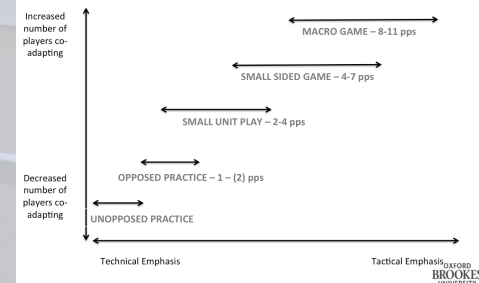 Increased
number of
players co-
adapting
MACRO GAME – 8-11 pps
SMALL SIDED GAME – 4-7 pps
SMALL UNIT PLAY – 2-4 pps
OPPOSED PRACTICE – 1 – (2) pps
Decreased
number of
players co-
adapting
UNOPPOSED PRACTICE
Technical Emphasis
Tactical Emphasis
OXFORD
BROOKES
UNIVERSITY